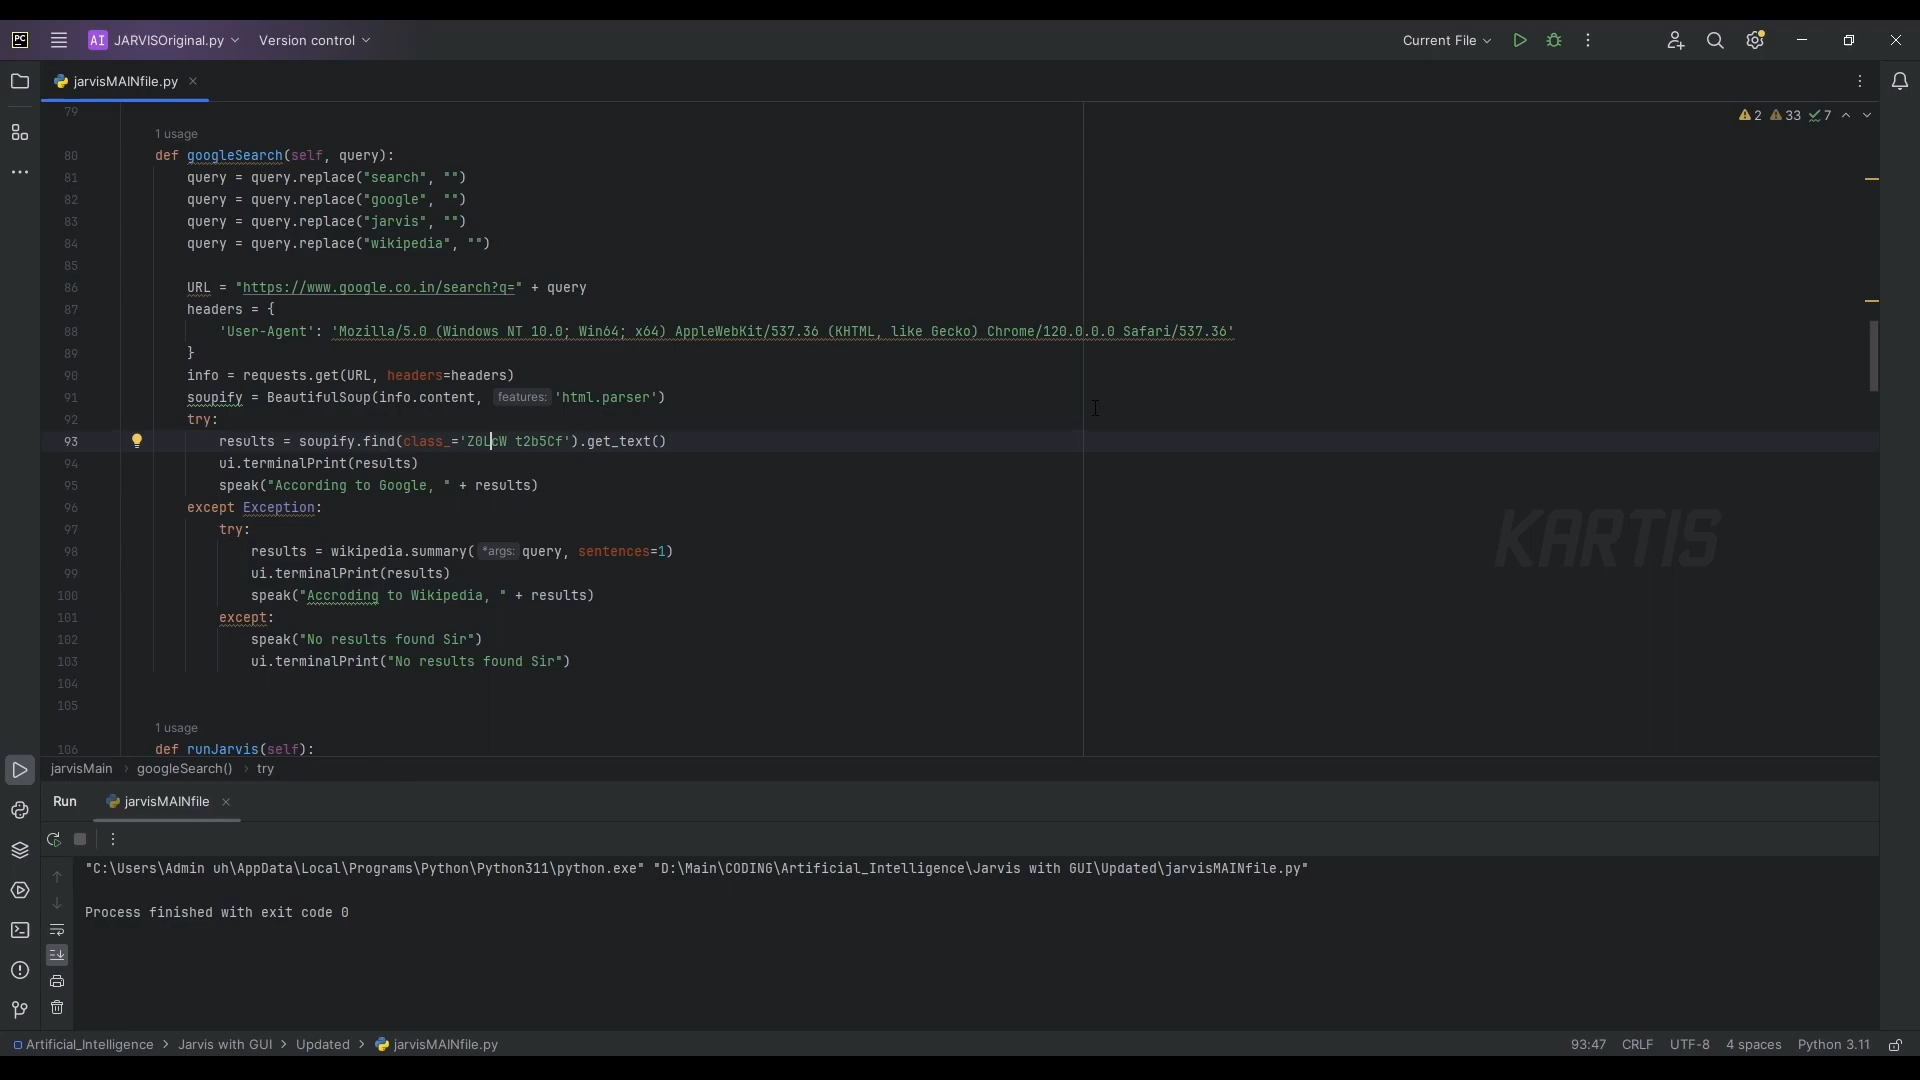 PC
AI JARVISOriginal.py Version control Current File
jarvisMAINfile.py
2 33 7
79
1 usage
80 def googleSearch(self, query):
81 query = query.replace("search", "")
82 query = query.replace("google", "")
83 query = query.replace("jarvis", "")
84 query = query.replace("wikipedia", "")
85
86 URL = "https://www.google.co.in/search?q=" + query
87 headers = {
88 'User-Agent': 'Mozilla/5.0 (Windows NT 10.0; Win64; x64) AppleWebKit/537.36 (KHTML, like Gecko) Chrome/120.0.0.0 Safari/537.36'
89 }
90 info = requests.get(URL, headers=headers)
91 soupify = BeautifulSoup(info.content, features: 'html.parser')
92 try:
93 results = soupify.find(class_='Z0LcW t2b5Cf').get_text()
94 ui.terminalPrint(results)
95 speak("According to Google, " + results)
96 except Exception:
97 try:
98 results = wikipedia.summary( *args: query, sentences=1)
99 ui.terminalPrint(results)
100 speak("Accroding to Wikipedia, " + results)
101 except:
102 speak("No results found Sir")
103 ui.terminalPrint("No results found Sir")
104
105
1 usage
106 def runJarvis(self):
KARTIS
jarvisMain > googleSearch() > try
Run jarvisMAINfile
"C:\Users\Admin uh\AppData\Local\Programs\Python\Python311\python.exe" "D:\Main\CODING\Artificial_Intelligence\Jarvis with GUI\Updated\jarvisMAINfile.py"
Process finished with exit code 0
Artificial_Intelligence > Jarvis with GUI > Updated > jarvisMAINfile.py 93:47 CRLF UTF-8 4 spaces Python 3.11